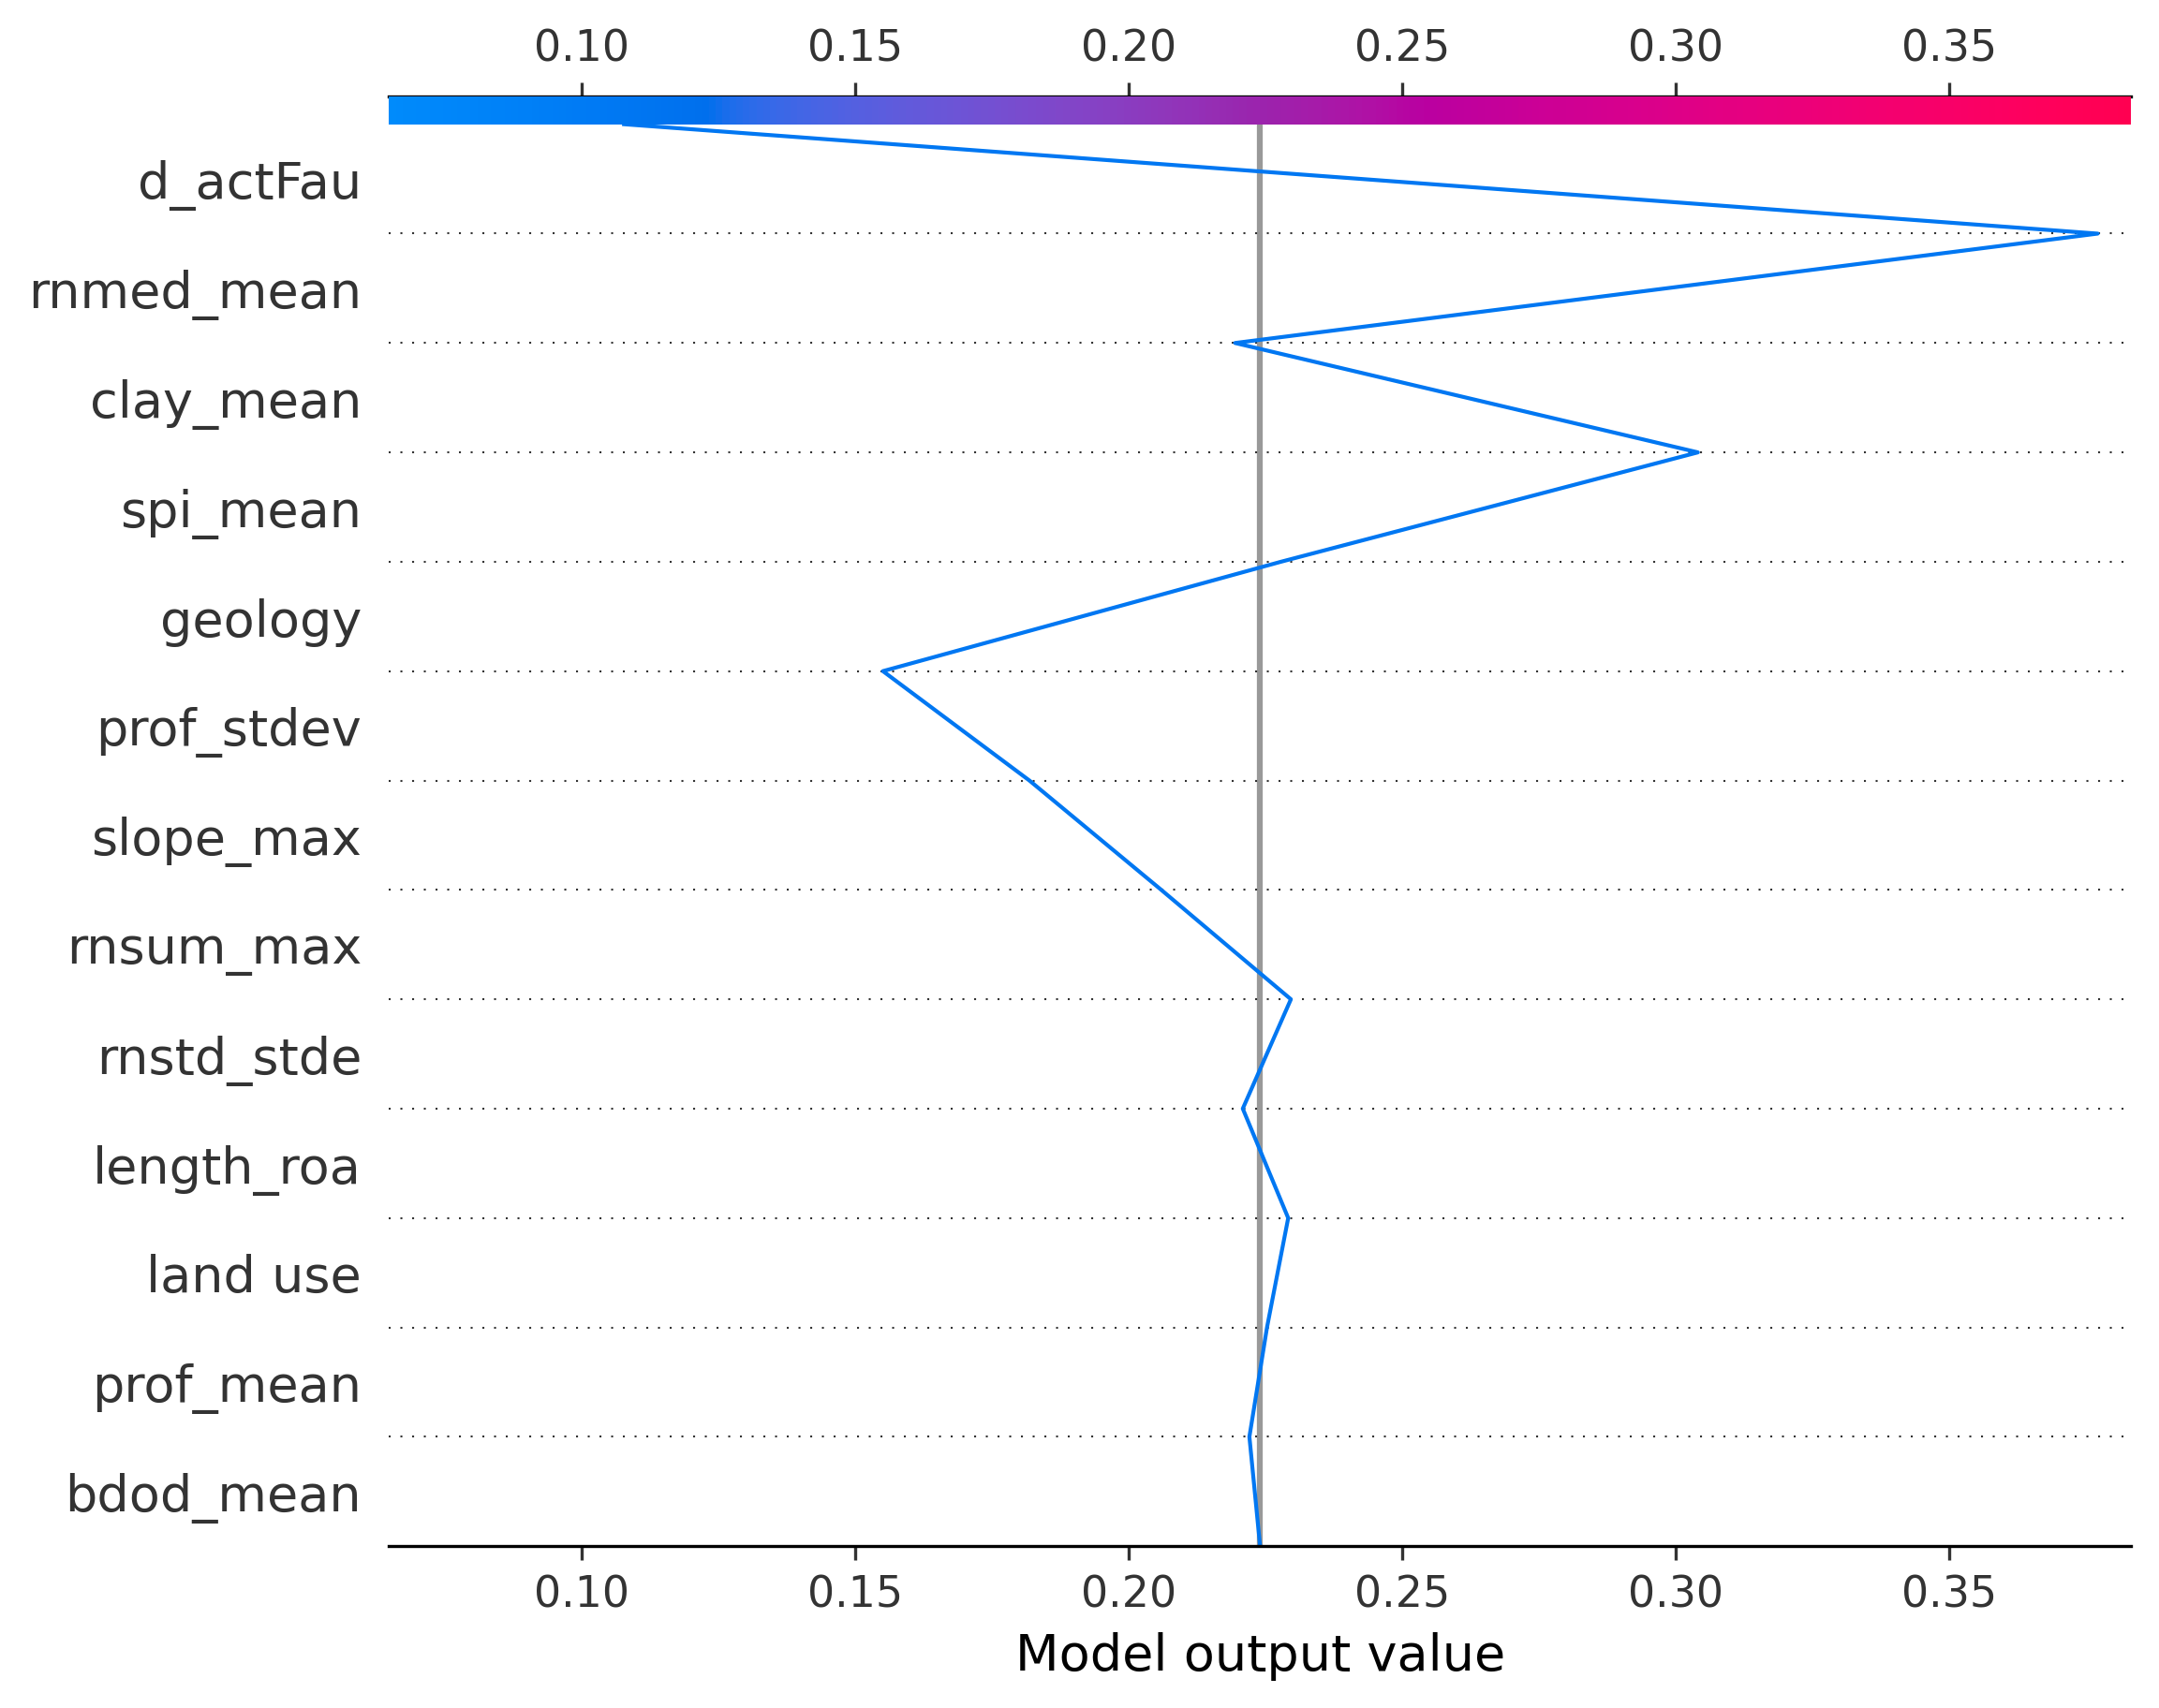 0.10 0.15 0.20 0.25 0.30 0.35
d_actFau
rnmed_mean
clay_mean
spi_mean
geology
prof_stdev
slope_max
rnsum_max
rnstd_stde
length_roa
land use
prof_mean
bdod_mean
0.10 0.15 0.20 0.25 0.30 0.35
Model output value